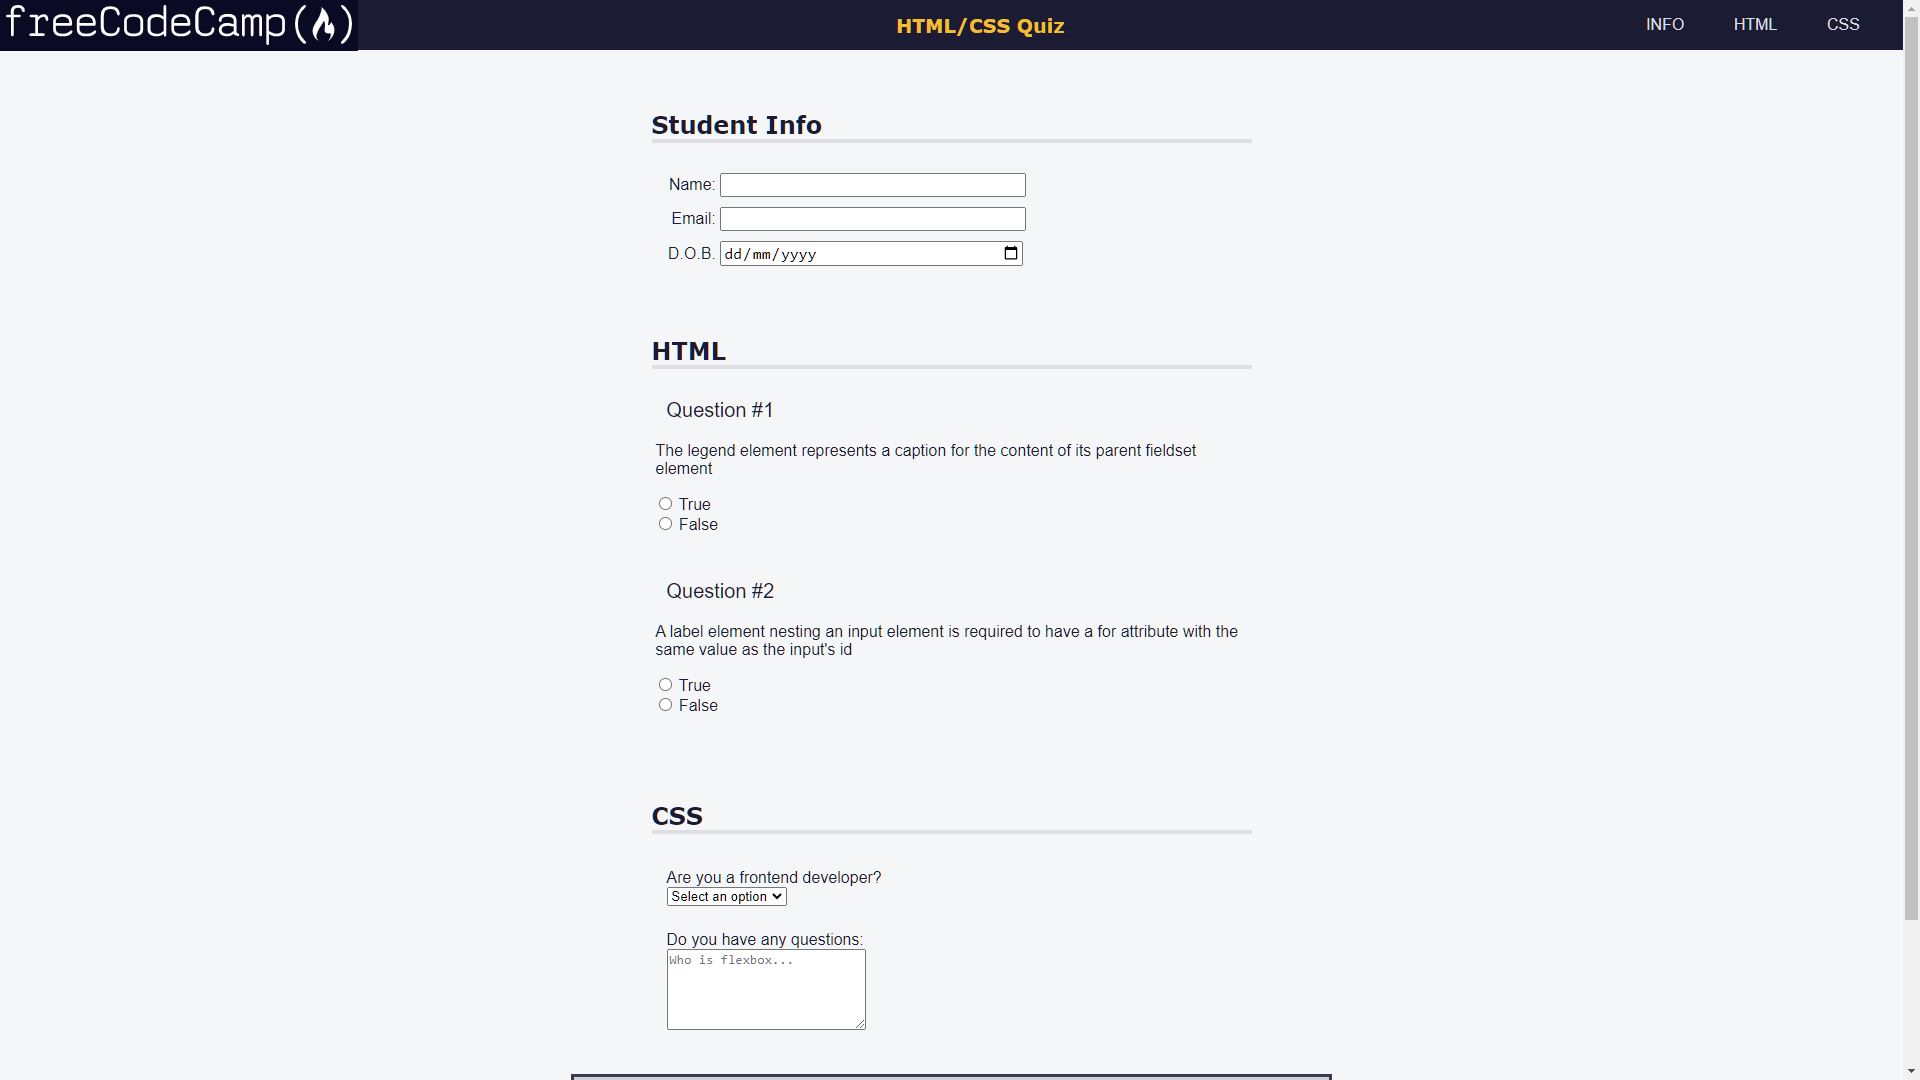 freeCodeCamp(🔥)
HTML/CSS Quiz
INFO
HTML
CSS
Student Info
Name:
Email:
D.O.B.
dd/mm/yyyy
HTML
Question #1
The legend element represents a caption for the content of its parent fieldset
element
True
False
Question #2
A label element nesting an input element is required to have a for attribute with the
same value as the input's id
True
False
CSS
Are you a frontend developer?
Select an option
Do you have any questions:
Who is flexbox...